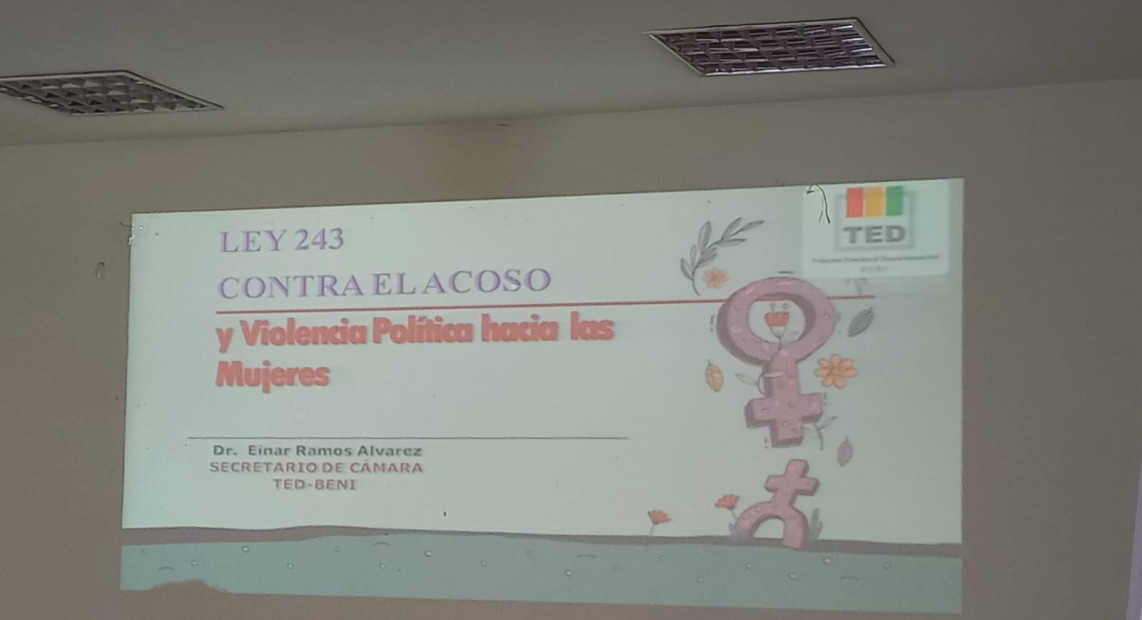 LEY 243
CONTRA EL ACOSO
y Violencia Política hacia las
Mujeres
Dr. Einar Ramos Alvarez
SECRETARIO DE CÁMARA
TED-BENI
TED